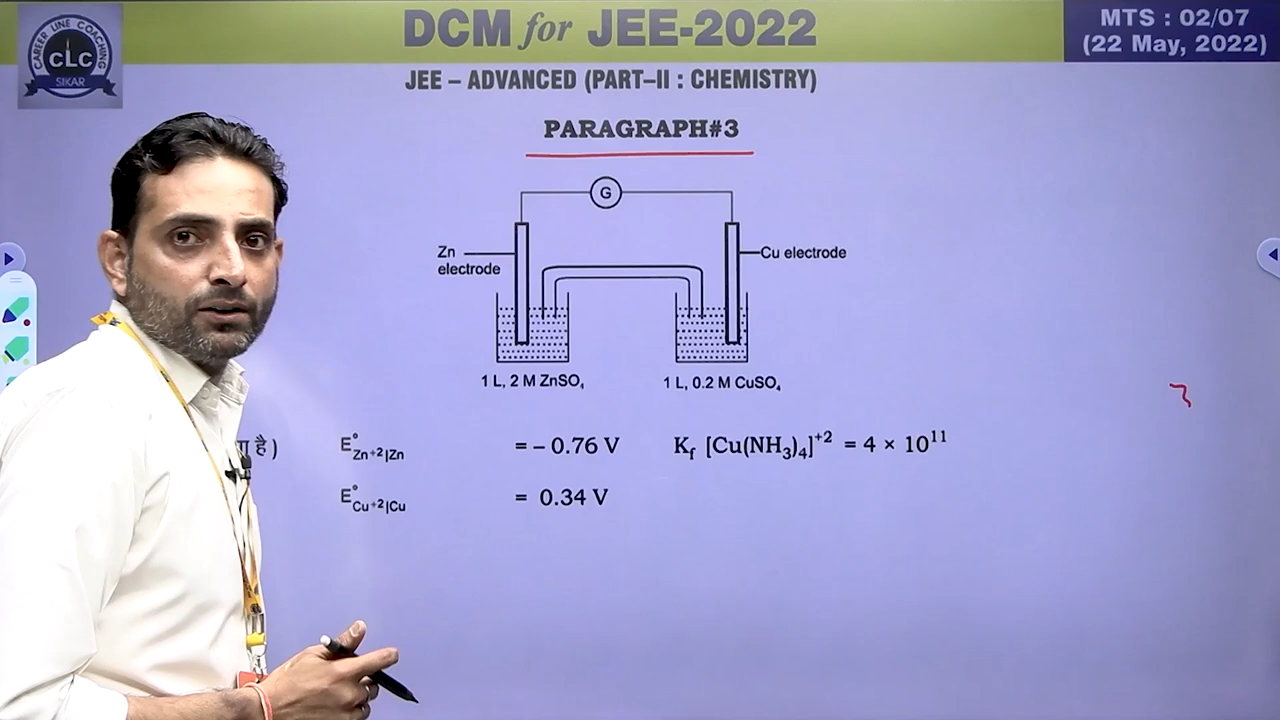 CAREER LINE COACHING
CLC
SIKAR
DCM for JEE-2022
MTS : 02/07
(22 May, 2022)
JEE – ADVANCED (PART–II : CHEMISTRY)
PARAGRAPH#3
G
Zn
electrode
Cu electrode
1 L, 2 M ZnSO₄
1 L, 0.2 M CuSO₄
है )
E°Zn⁺²|Zn = – 0.76 V
Kf [Cu(NH₃)₄]⁺² = 4 × 10¹¹
E°Cu⁺²|Cu = 0.34 V